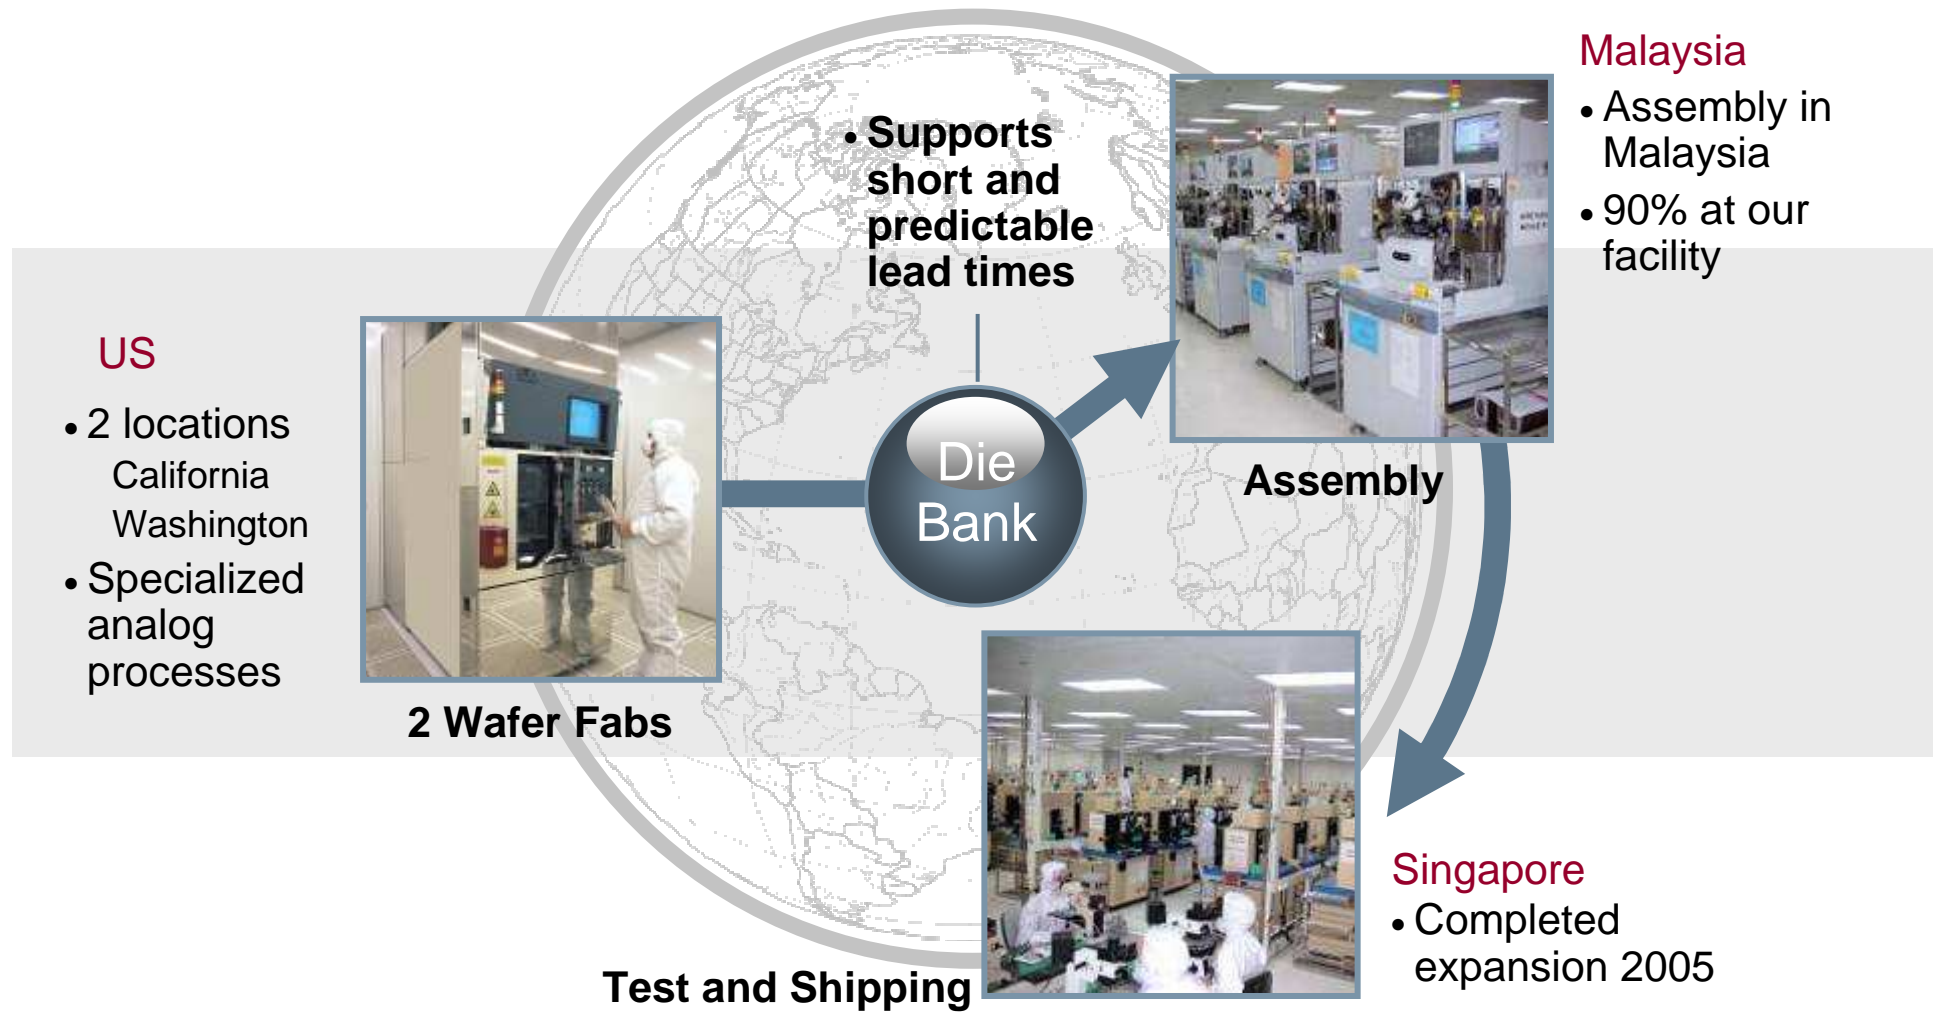 US
• 2 locations
California
Washington
• Specialized
analog
processes
2 Wafer Fabs
• Supports
short and
predictable
lead times
Die
Bank
Malaysia
• Assembly in
Malaysia
• 90% at our
facility
Assembly
Singapore
• Completed
expansion 2005
Test and Shipping